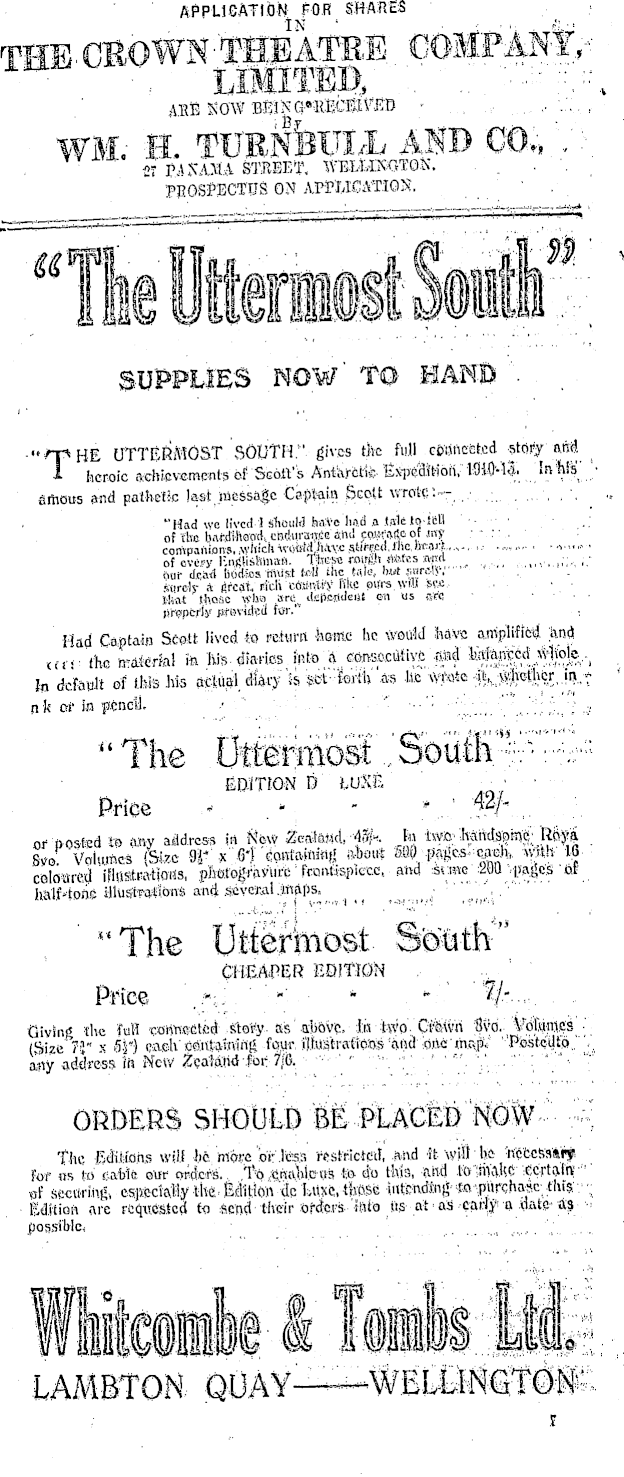 APPLICATION FOR SHARES
IN
THE CROWN THEATRE COMPANY,
LIMITED,
ARE NOW BEING RECEIVED
By
WM. H. TURNBULL AND CO.,
27 PANAMA STREET, WELLINGTON.
PROSPECTUS ON APPLICATION.
"The Uttermost South"
SUPPLIES NOW TO HAND
"THE UTTERMOST SOUTH" gives the full connected story and
heroic achievements of Scott's Antarctic Expedition, 1910-13. In his
amous and pathetic last message Captain Scott wrote:—
"Had we lived I should have had a tale to tell
of the hardihood, endurance and courage of my
companions, which would have stirred the heart
of every Englishman. These rough notes and
our dead bodies must tell the tale, but surely,
surely a great, rich country like ours will see
that those who are dependent on us are
properly provided for."
Had Captain Scott lived to return home he would have amplified and
the material in his diaries into a consecutive and balanced whole
In default of this his actual diary is set forth as he wrote it, whether in
n k or in pencil.
"The Uttermost South"
EDITION D LUXE
Price - - - - 42/-
or posted to any address in New Zealand, 45/-. In two handsome Roya
8vo. Volumes (Size 9½" x 6") containing about 500 pages each, with 16
coloured illustrations, photogravure frontispiece, and some 200 pages of
half-tone illustrations and several maps.
"The Uttermost South"
CHEAPER EDITION
Price - - - - 7/-
Giving the full connected story as above. In two Crown 8vo. Volumes
(Size 7¾" x 5½") each containing four illustrations and one map. Posted to
any address in New Zealand for 7/6.
ORDERS SHOULD BE PLACED NOW
The Editions will be more or less restricted, and it will be necessary
for us to cable our orders. To enable us to do this, and to make certain
of securing, especially the Edition de Luxe, those intending to purchase this
Edition are requested to send their orders into us at as early a date as
possible.
Whitcombe & Tombs Ltd.
LAMBTON QUAY——WELLINGTON